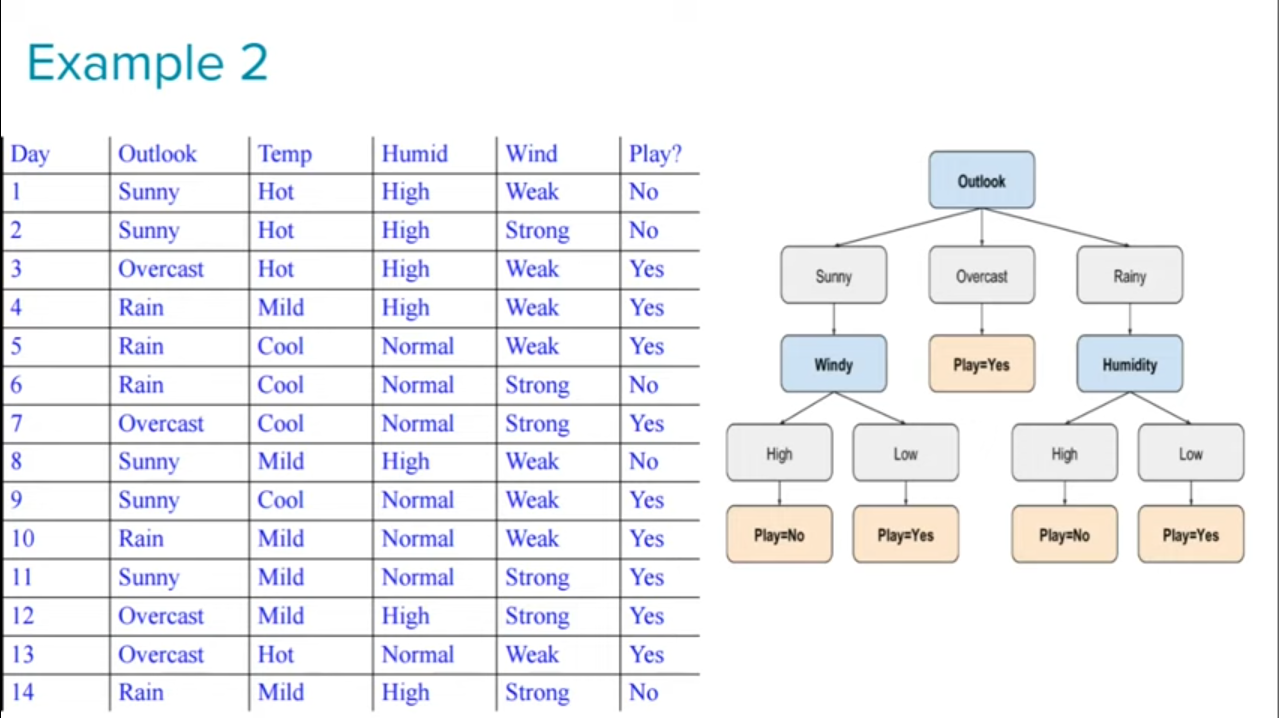 Example 2
Day Outlook Temp Humid Wind Play?
1 Sunny Hot High Weak No
2 Sunny Hot High Strong No
3 Overcast Hot High Weak Yes
4 Rain Mild High Weak Yes
5 Rain Cool Normal Weak Yes
6 Rain Cool Normal Strong No
7 Overcast Cool Normal Strong Yes
8 Sunny Mild High Weak No
9 Sunny Cool Normal Weak Yes
10 Rain Mild Normal Weak Yes
11 Sunny Mild Normal Strong Yes
12 Overcast Mild High Strong Yes
13 Overcast Hot Normal Weak Yes
14 Rain Mild High Strong No
Outlook
Sunny Overcast Rainy
Windy Play=Yes Humidity
High Low High Low
Play=No Play=Yes Play=No Play=Yes